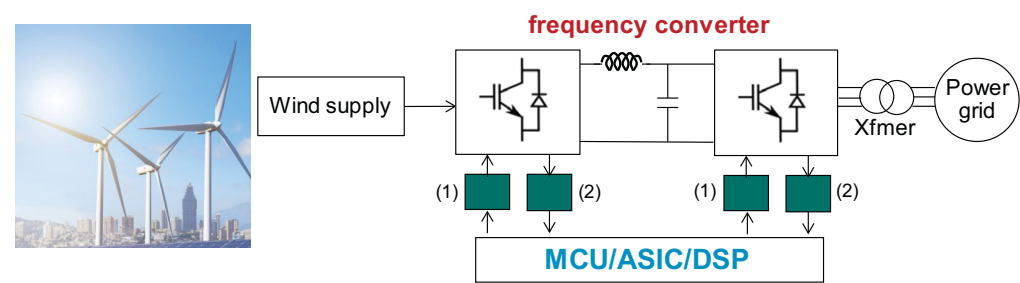 frequency converter
Wind supply
Xfmer
Power
grid
(1)
(2)
(1)
(2)
MCU/ASIC/DSP